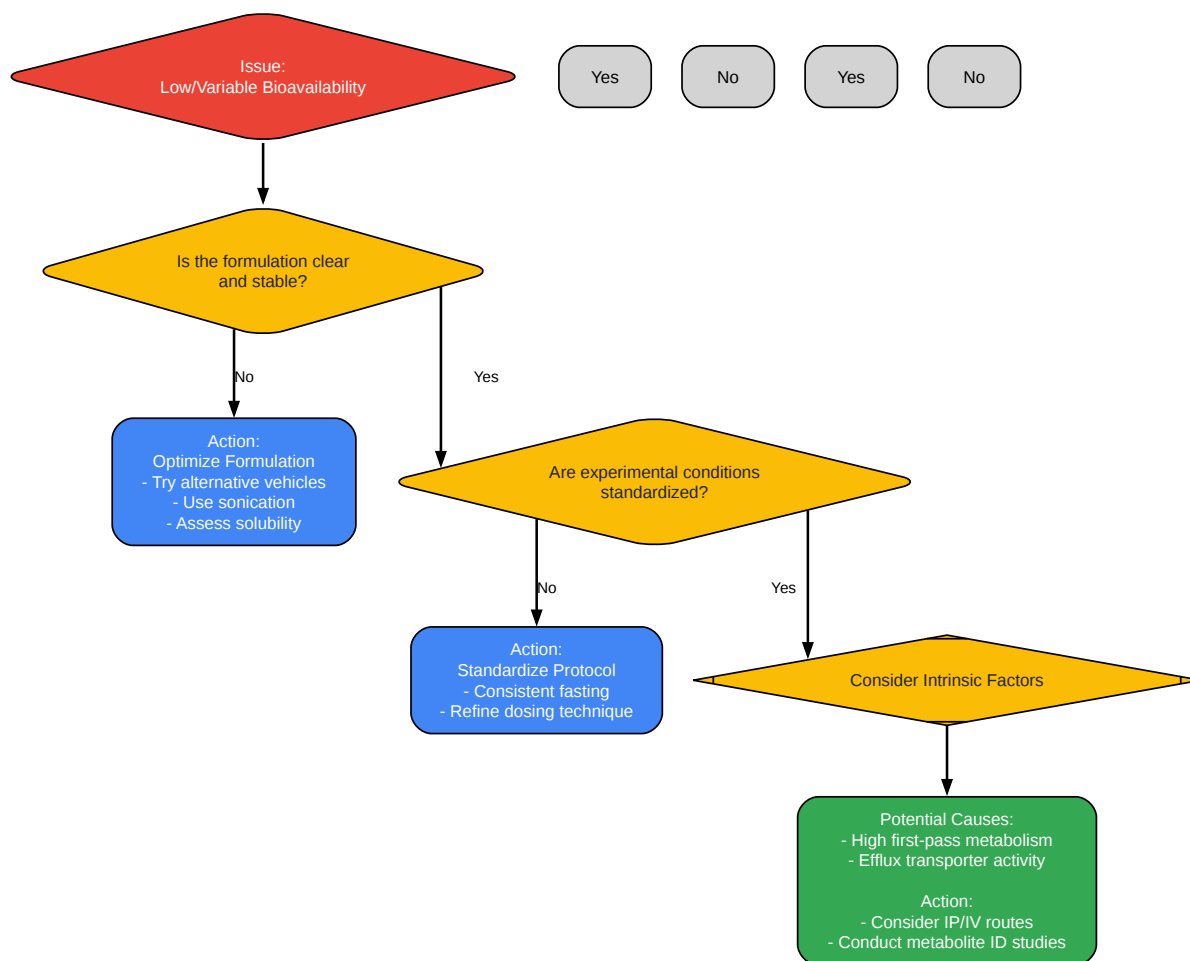 Issue:
Low/Variable Bioavailability
Yes
No
Yes
No
Is the formulation clear
and stable?
No
Yes
Action:
Optimize Formulation
- Try alternative vehicles
- Use sonication
- Assess solubility
Are experimental conditions
standardized?
No
Yes
Action:
Standardize Protocol
- Consistent fasting
- Refine dosing technique
Consider Intrinsic Factors
Potential Causes:
- High first-pass metabolism
- Efflux transporter activity
Action:
- Consider IP/IV routes
- Conduct metabolite ID studies